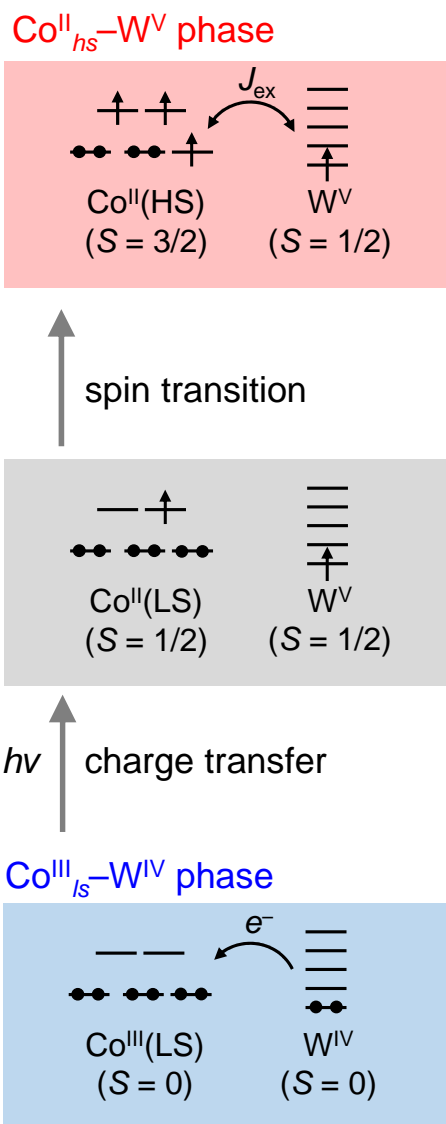 Co^II_hs–W^V phase
J_ex
Co^II(HS) W^V
(S = 3/2) (S = 1/2)
spin transition
Co^II(LS) W^V
(S = 1/2) (S = 1/2)
hν charge transfer
Co^III_ls–W^IV phase
e^–
Co^III(LS) W^IV
(S = 0) (S = 0)